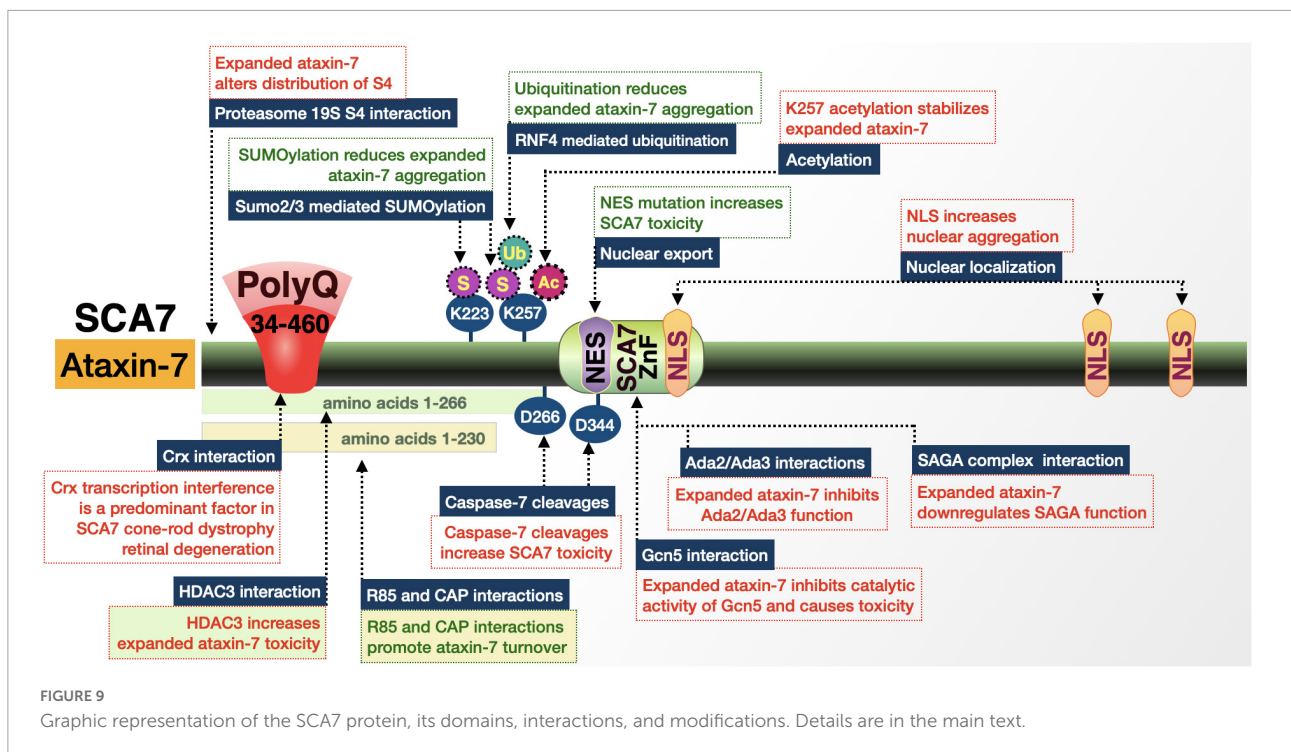 Expanded ataxin-7
alters distribution of S4
Proteasome 19S S4 interaction
SUMOylation reduces expanded
ataxin-7 aggregation
Sumo2/3 mediated SUMOylation
Ubiquitination reduces
expanded ataxin-7 aggregation
RNF4 mediated ubiquitination
K257 acetylation stabilizes
expanded ataxin-7
Acetylation
NES mutation increases
SCA7 toxicity
Nuclear export
NLS increases
nuclear aggregation
Nuclear localization
PolyQ
34-460
S
S
Ub
Ac
K223
K257
SCA7
Ataxin-7
NES
SCA7
ZnF
NLS
NLS
NLS
amino acids 1-266
amino acids 1-230
D266
D344
Crx interaction
Crx transcription interference
is a predominant factor in
SCA7 cone-rod dystrophy
retinal degeneration
HDAC3 interaction
HDAC3 increases
expanded ataxin-7 toxicity
R85 and CAP interactions
R85 and CAP interactions
promote ataxin-7 turnover
Caspase-7 cleavages
Caspase-7 cleavages
increase SCA7 toxicity
Ada2/Ada3 interactions
Expanded ataxin-7 inhibits
Ada2/Ada3 function
SAGA complex interaction
Expanded ataxin-7
downregulates SAGA function
Gcn5 interaction
Expanded ataxin-7 inhibits catalytic
activity of Gcn5 and causes toxicity
FIGURE 9
Graphic representation of the SCA7 protein, its domains, interactions, and modifications. Details are in the main text.